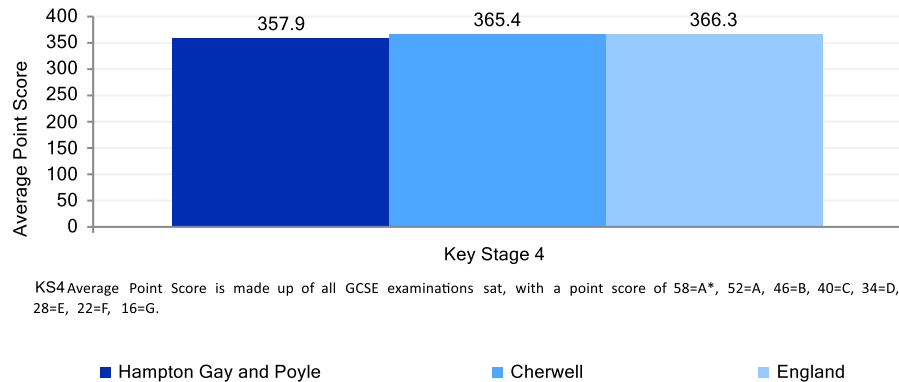 400
350
300
250
200
150
100
50
0
Average Point Score
357.9
365.4
366.3
Key Stage 4
KS4 Average Point Score is made up of all GCSE examinations sat, with a point score of 58=A*, 52=A, 46=B, 40=C, 34=D,
28=E, 22=F, 16=G.
Hampton Gay and Poyle
Cherwell
England